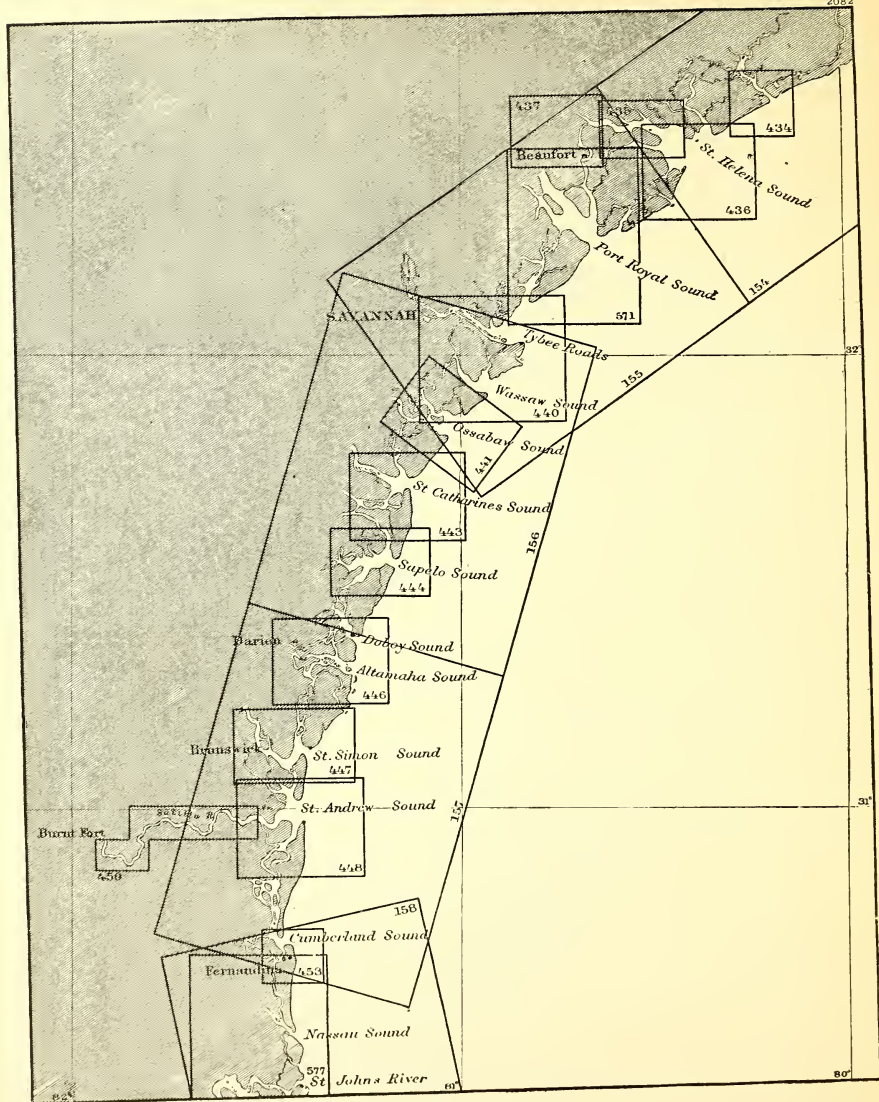 2082
437
435
434
Beaufort
St. Helena Sound
436
Port Royal Sound
154
SAVANNAH
571
Tybee Roads
32°
155
Wassaw Sound
440
Ossabaw Sound
441
St Catharines Sound
443
156
Sapelo Sound
444
Darien
Doboy Sound
Altamaha Sound
446
Brunswick
St. Simon Sound
447
St. Andrew Sound
31°
157
Satilla R.
Burnt Fort
448
450
158
Cumberland Sound
Fernandina
453
Nassau Sound
577
St Johns River
82°
81°
80°